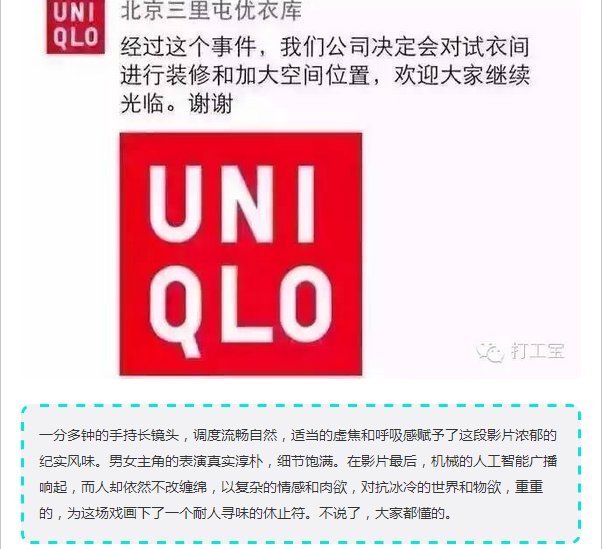 UNI
QLO
北京三里屯优衣库
经过这个事件，我们公司决定会对试衣间
进行装修和加大空间位置，欢迎大家继续
光临。谢谢
UNI
QLO
打工宝
一分多钟的手持长镜头，调度流畅自然，适当的虚焦和呼吸感赋予了这段影片浓郁的
纪实风味。男女主角的表演真实淳朴，细节饱满。在影片最后，机械的人工智能广播
响起，而人却依然不改缠绵，以复杂的情感和肉欲，对抗冰冷的世界和物欲，重重
的，为这场戏画下了一个耐人寻味的休止符。不说了，大家都懂的。